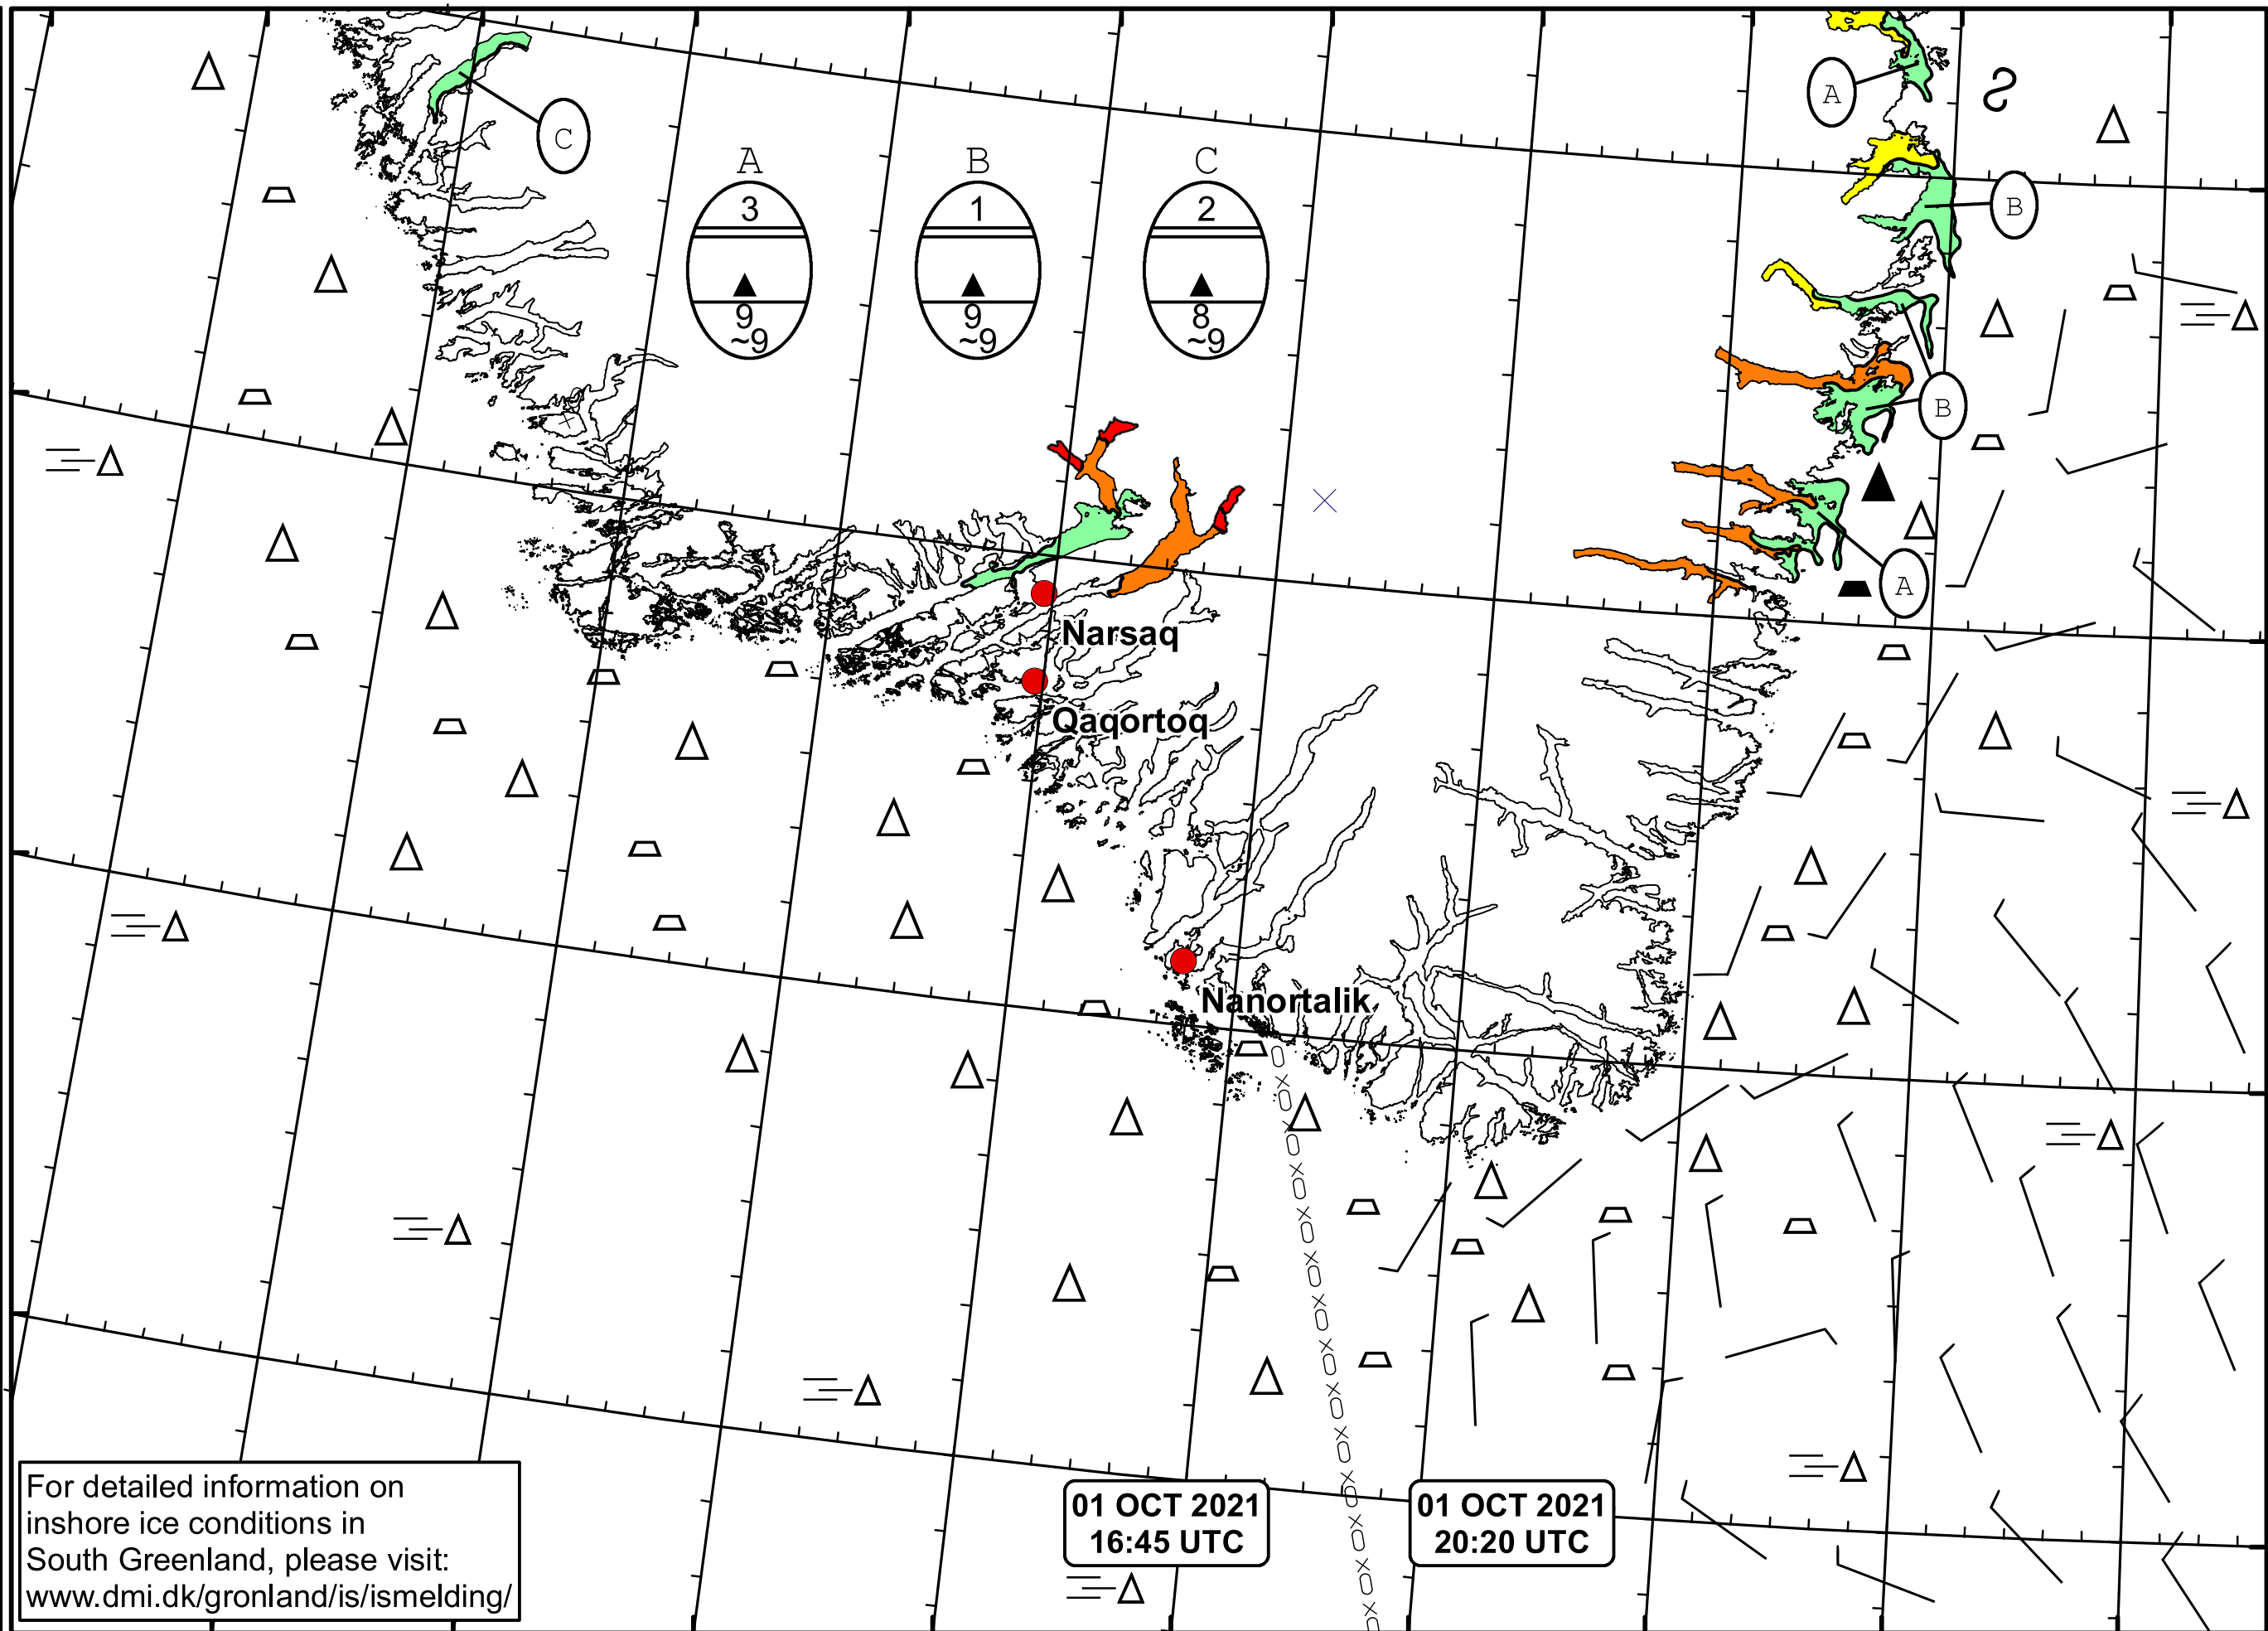 A
C
A B C
3 1 2
B
9 9 8
~9 ~9 ~9
B
A
Narsaq
Qaqortoq
Nanortalik
For detailed information on
inshore ice conditions in
South Greenland, please visit:
www.dmi.dk/gronland/is/ismelding/
01 OCT 2021
16:45 UTC
01 OCT 2021
20:20 UTC